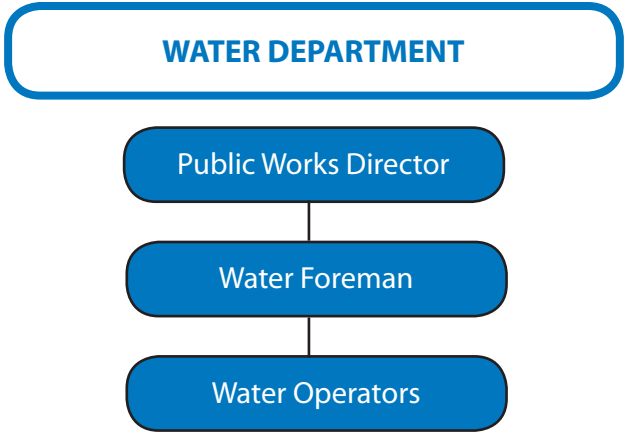 WATER DEPARTMENT
Public Works Director
Water Foreman
Water Operators